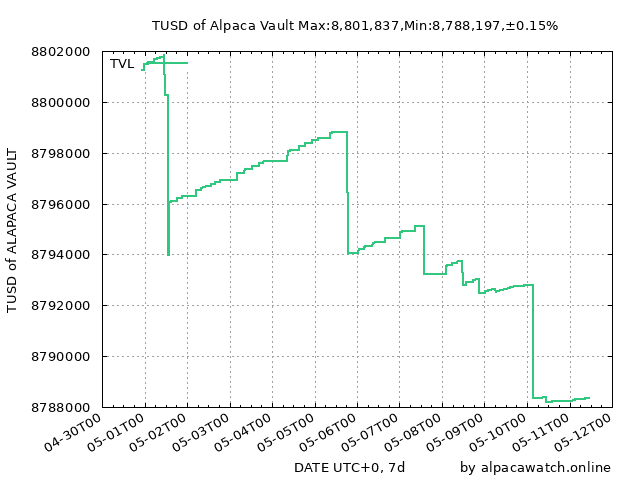 TUSD of Alpaca Vault Max:8,801,837,Min:8,788,197,±0.15%
8802000
TVL
8800000
8798000
8796000
8794000
8792000
8790000
8788000
TUSD of ALAPACA VAULT
04-30T00
05-01T00
05-02T00
05-03T00
05-04T00
05-05T00
05-06T00
05-07T00
05-08T00
05-09T00
05-10T00
05-11T00
05-12T00
DATE UTC+0, 7d
by alpacawatch.online